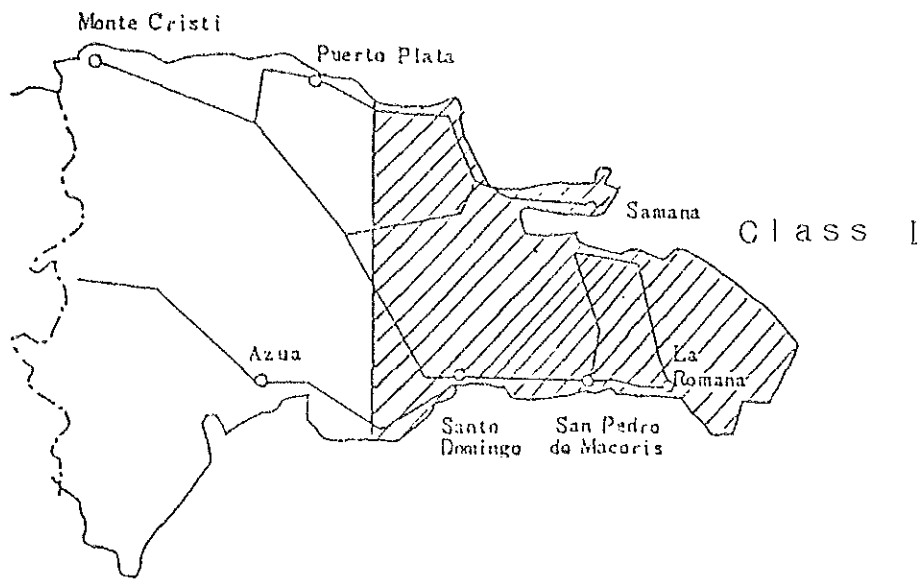 Monte Cristi
Puerto Plata
Samana
Class I
Azua
La
Romana
Santo
Domingo
San Pedro
de Macoris